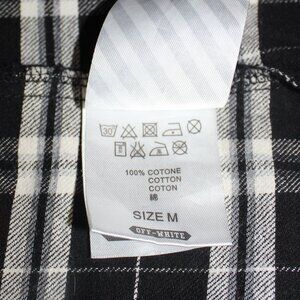 30
100% COTONE
COTTON
COTON
綿
SIZE M
OFF-WHITE